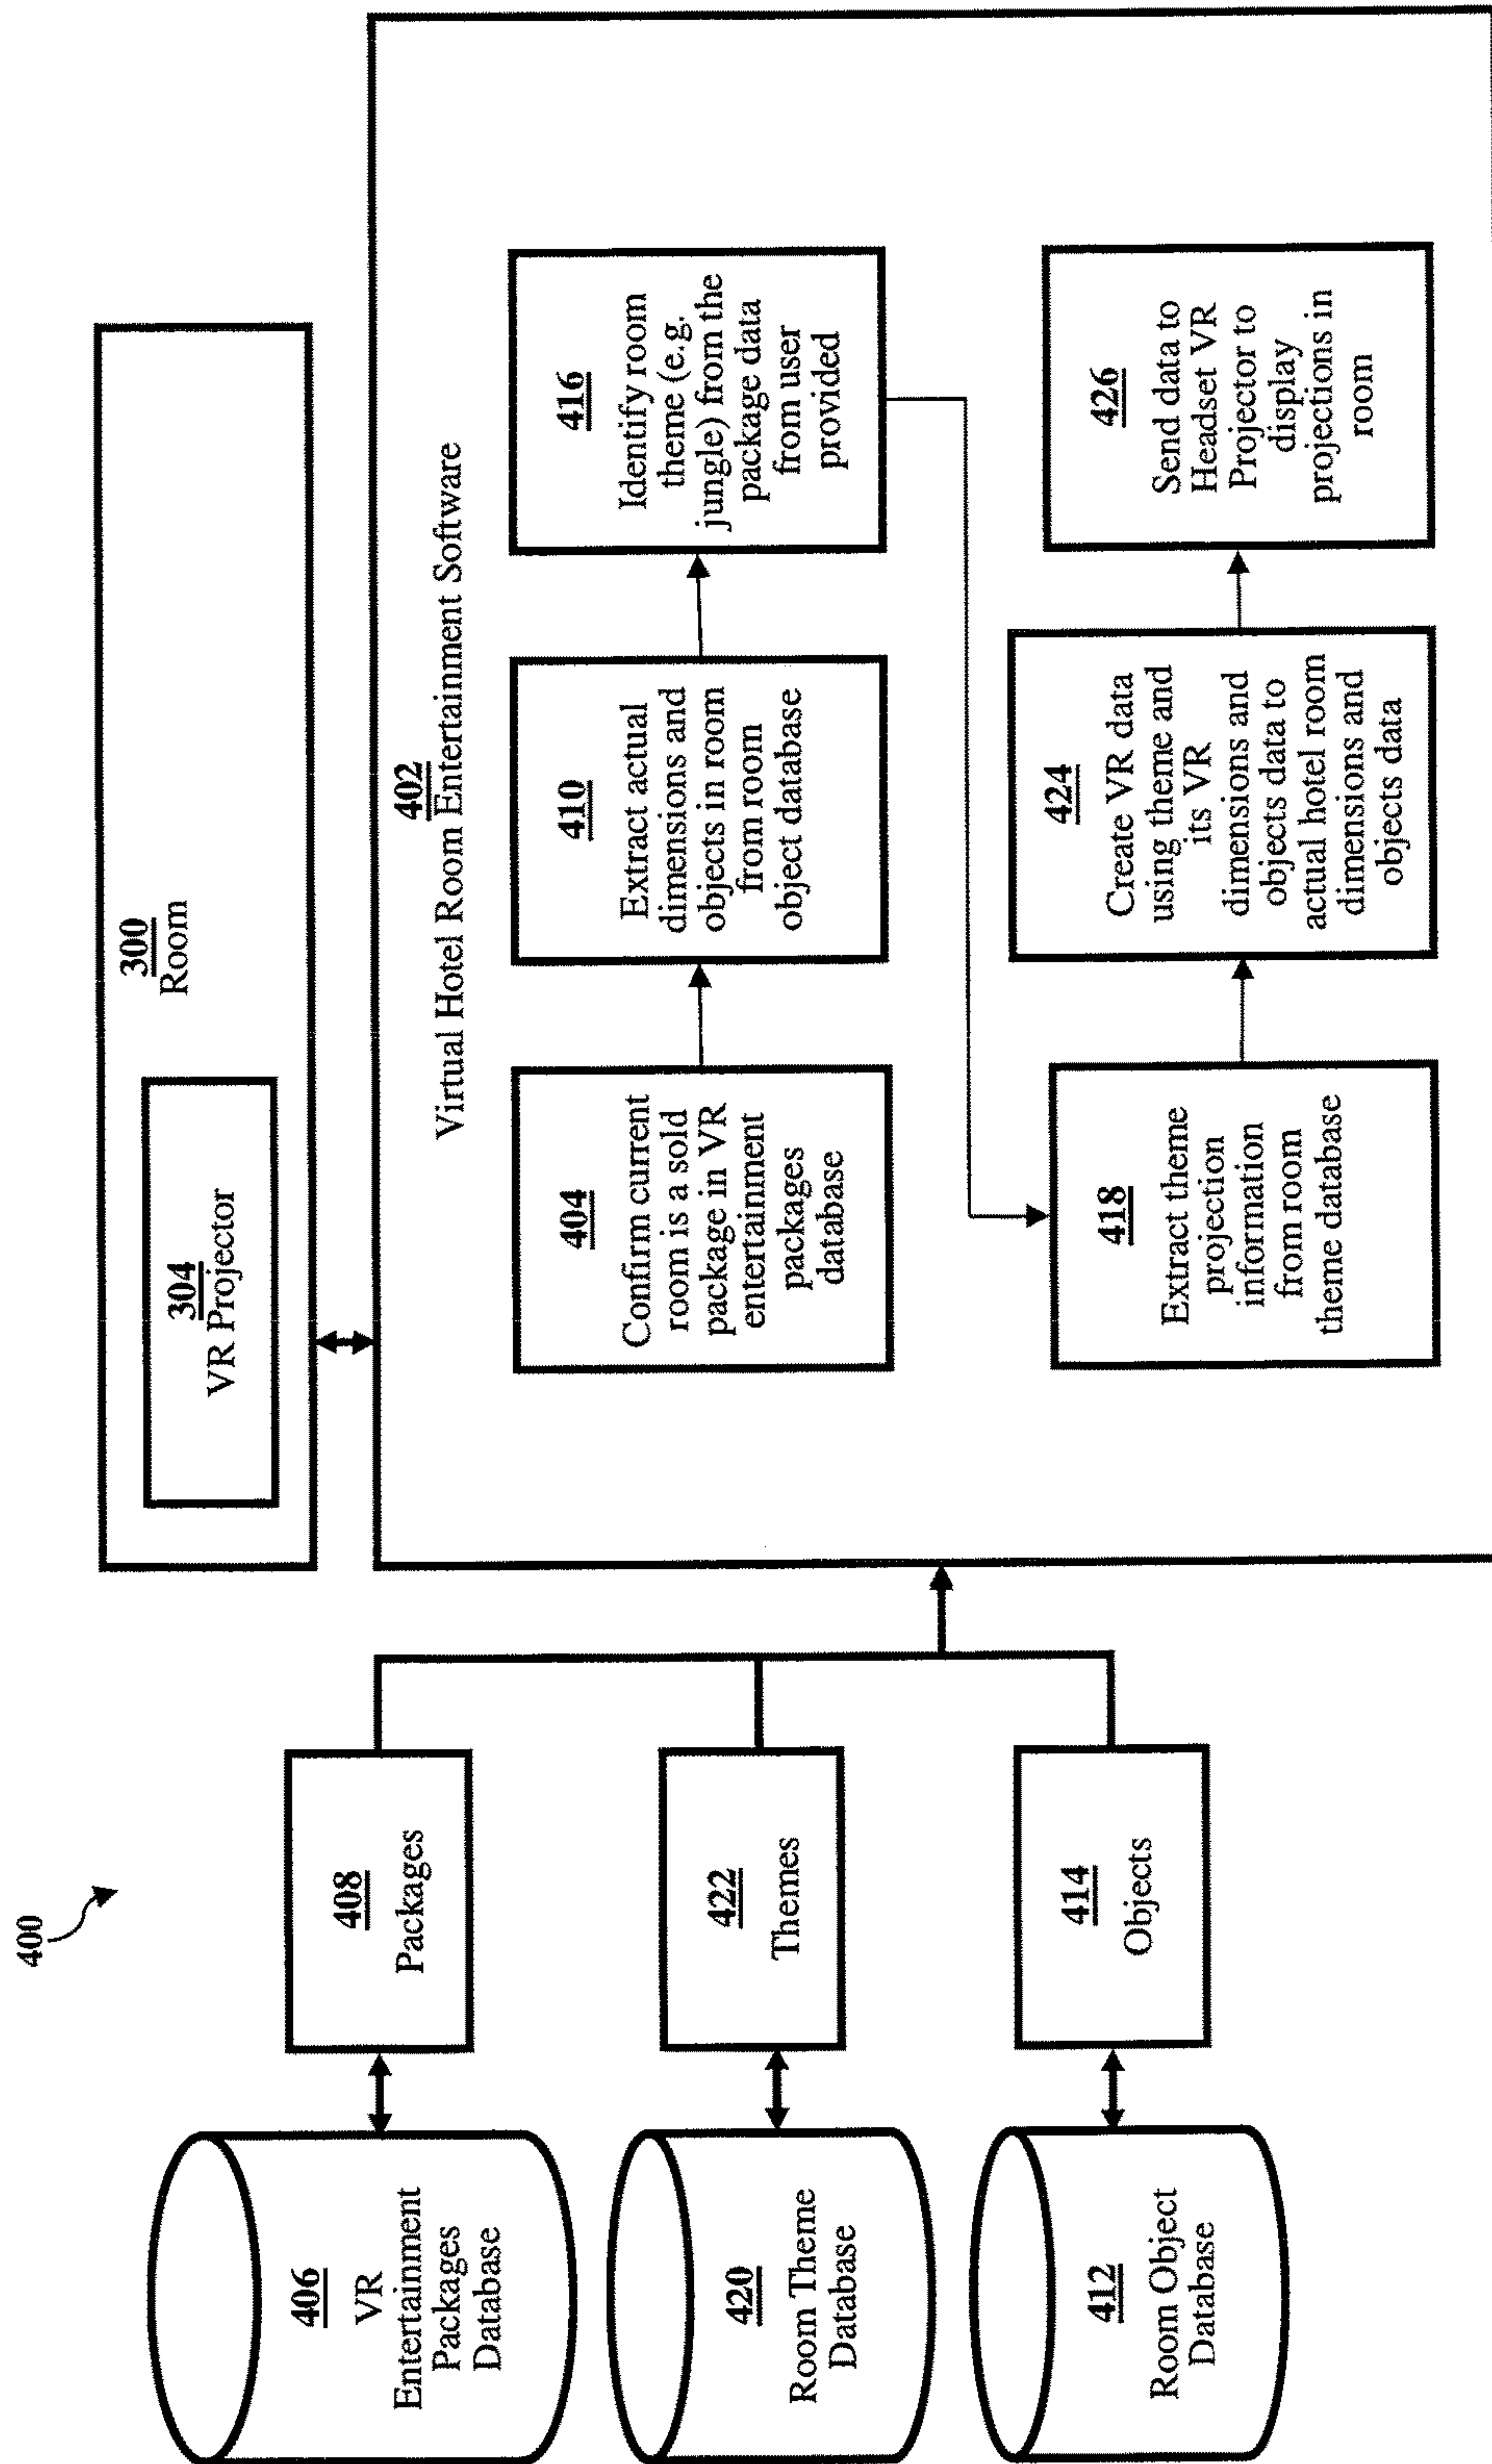 400
300
Room
304
VR Projector
406
VR
Entertainment
Packages
Database
408
Packages
420
Room Theme
Database
422
Themes
412
Room Object
Database
414
Objects
402
Virtual Hotel Room Entertainment Software
404
Confirm current
room is a sold
package in VR
entertainment
packages
database
410
Extract actual
dimensions and
objects in room
from room
object database
416
Identify room
theme (e.g.
jungle) from the
package data
from user
provided
418
Extract theme
projection
information
from room
theme database
424
Create VR data
using theme and
its VR
dimensions and
objects data to
actual hotel room
dimensions and
objects data
426
Send data to
Headset VR
Projector to
display
projections in
room